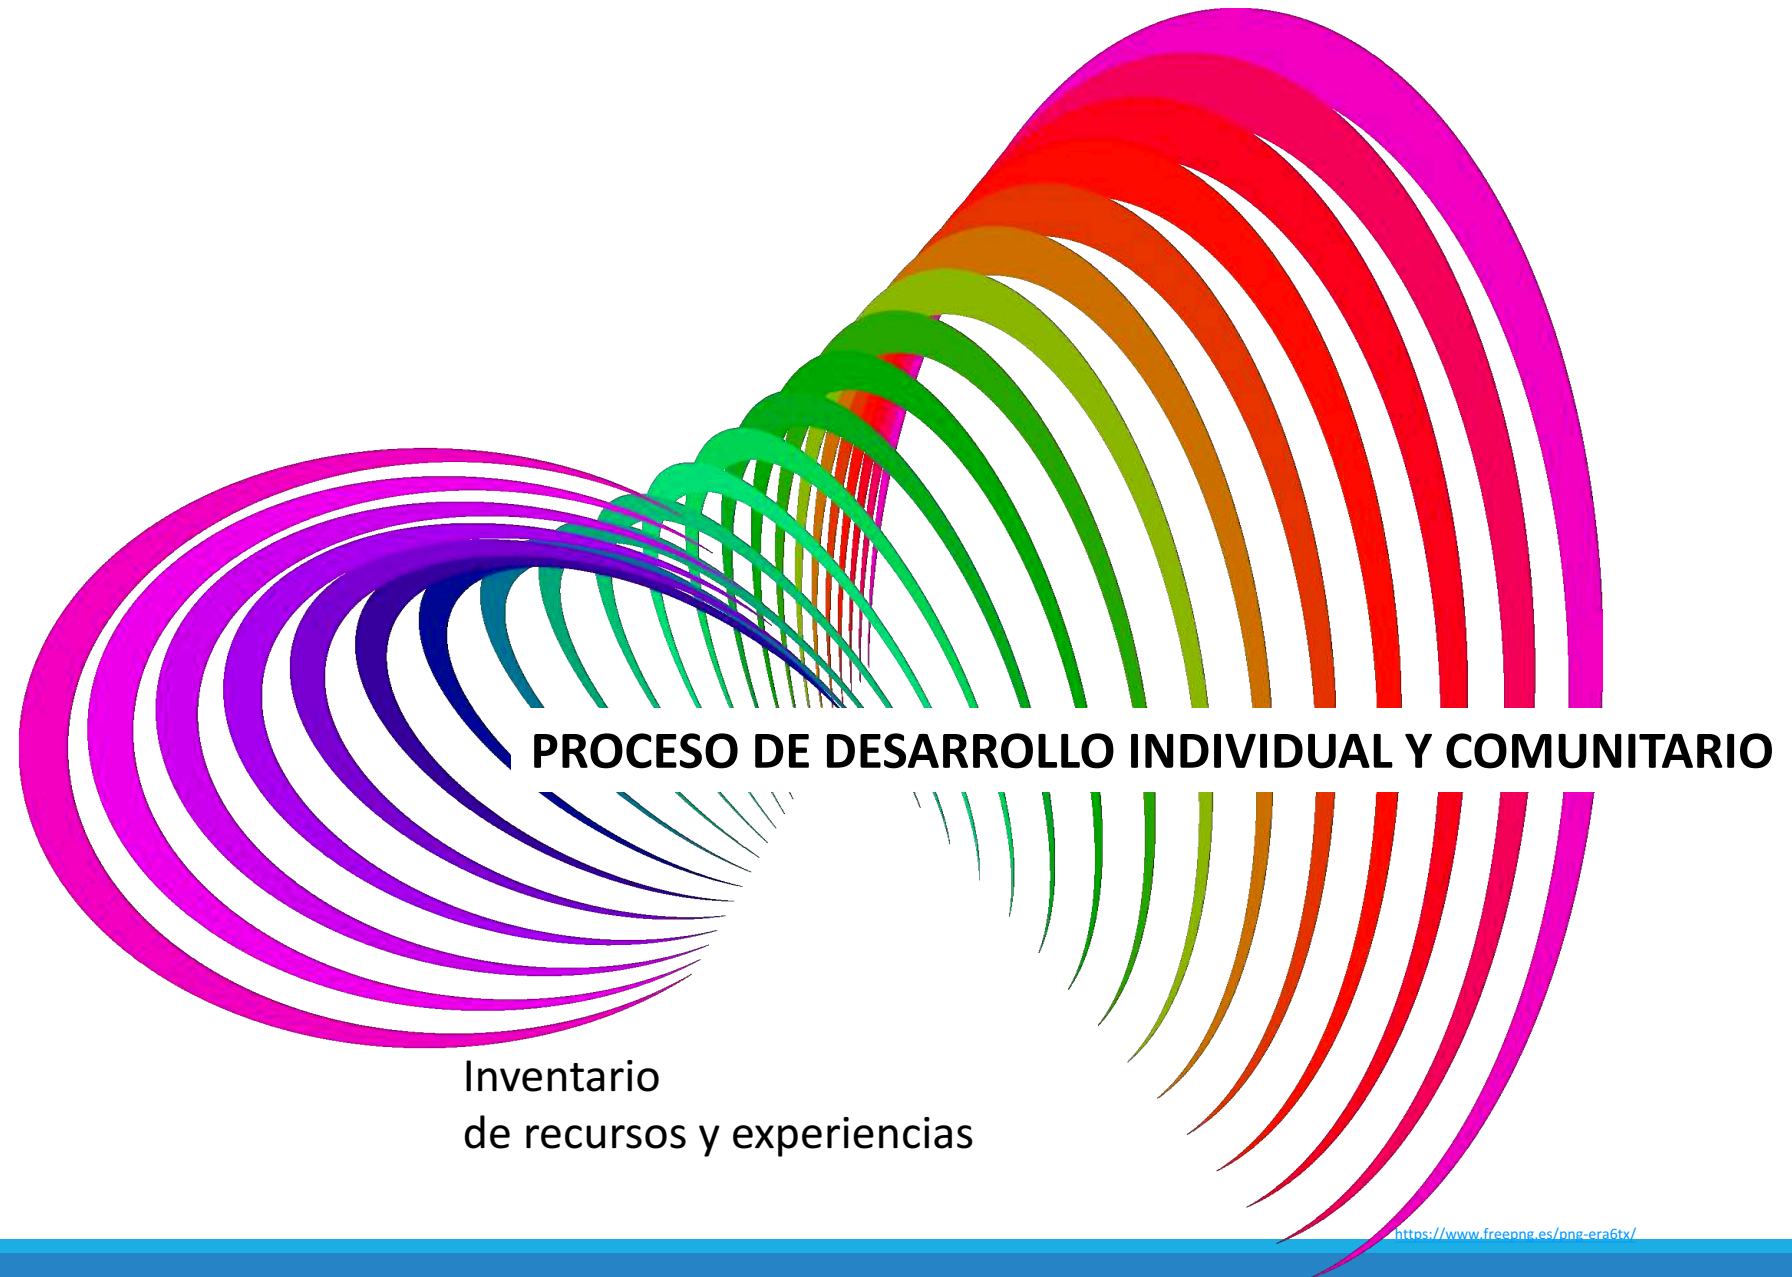 PROCESO DE DESARROLLO INDIVIDUAL Y COMUNITARIO
Inventario
de recursos y experiencias
https://www.freepng.es/png-era6tx/